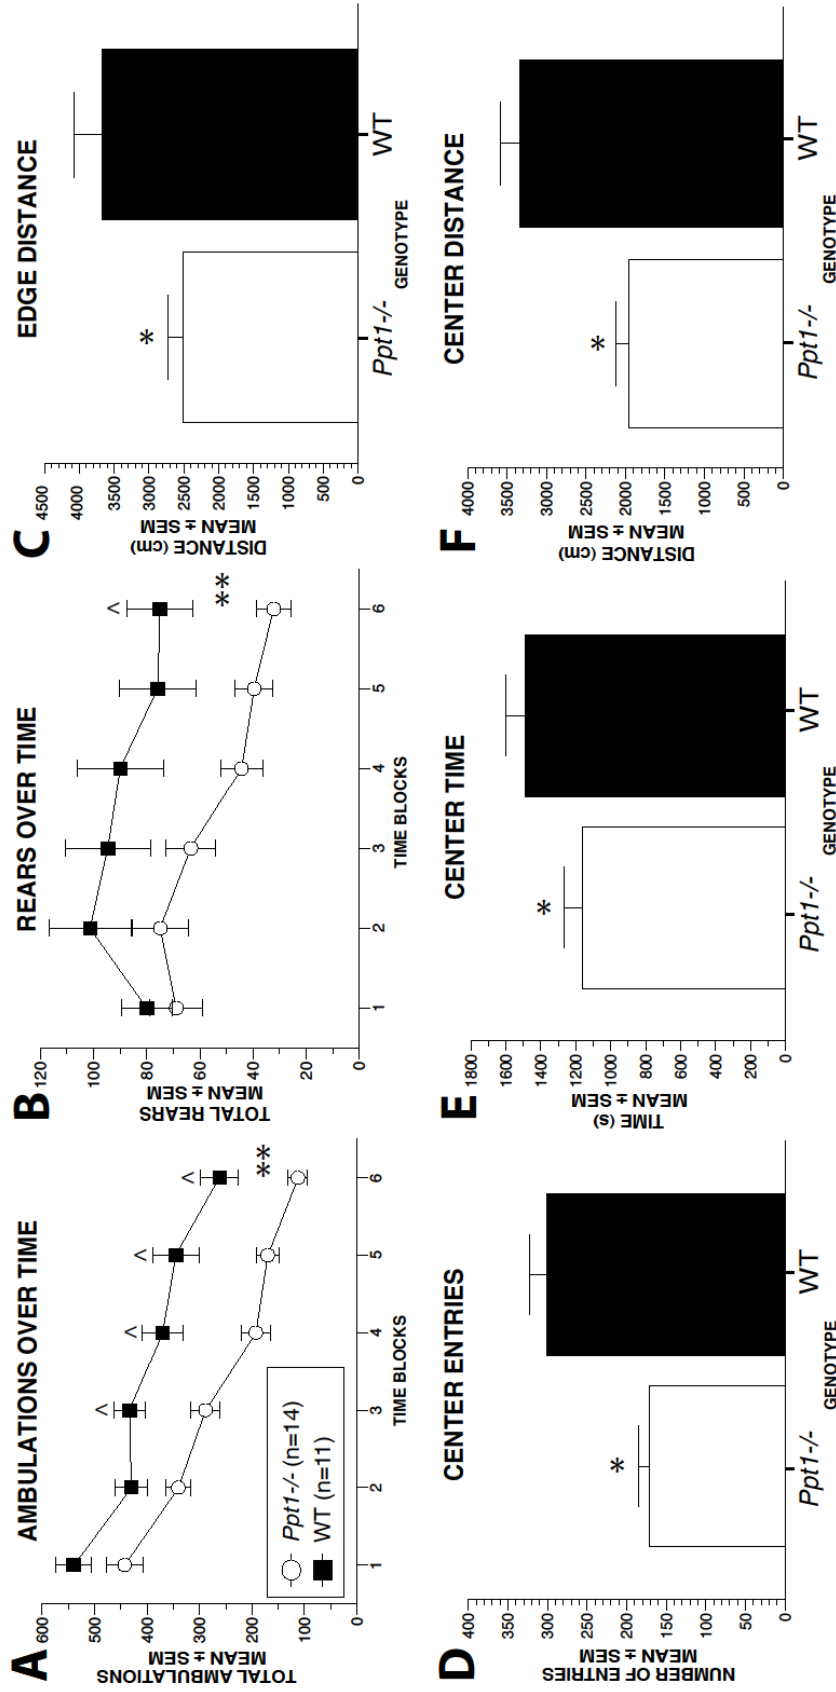 A
AMBULATIONS OVER TIME
TOTAL AMBULATIONS
MEAN ± SEM
600
500
400
300
200
100
0
Ppt1-/- (n=14)
WT (n=11)
^
^
^
^
**
1 2 3 4 5 6
TIME BLOCKS
B
REARS OVER TIME
TOTAL REARS
MEAN ± SEM
120
100
80
60
40
20
0
^
**
1 2 3 4 5 6
TIME BLOCKS
C
EDGE DISTANCE
DISTANCE (cm)
MEAN ± SEM
4500
4000
3500
3000
2500
2000
1500
1000
500
0
*
Ppt1-/- WT
GENOTYPE
D
CENTER ENTRIES
NUMBER OF ENTRIES
MEAN ± SEM
400
350
300
250
200
150
100
50
0
*
Ppt1-/- WT
GENOTYPE
E
CENTER TIME
TIME (s)
MEAN ± SEM
1800
1600
1400
1200
1000
800
600
400
200
0
*
Ppt1-/- WT
GENOTYPE
F
CENTER DISTANCE
DISTANCE (cm)
MEAN ± SEM
4000
3500
3000
2500
2000
1500
1000
500
0
*
Ppt1-/- WT
GENOTYPE